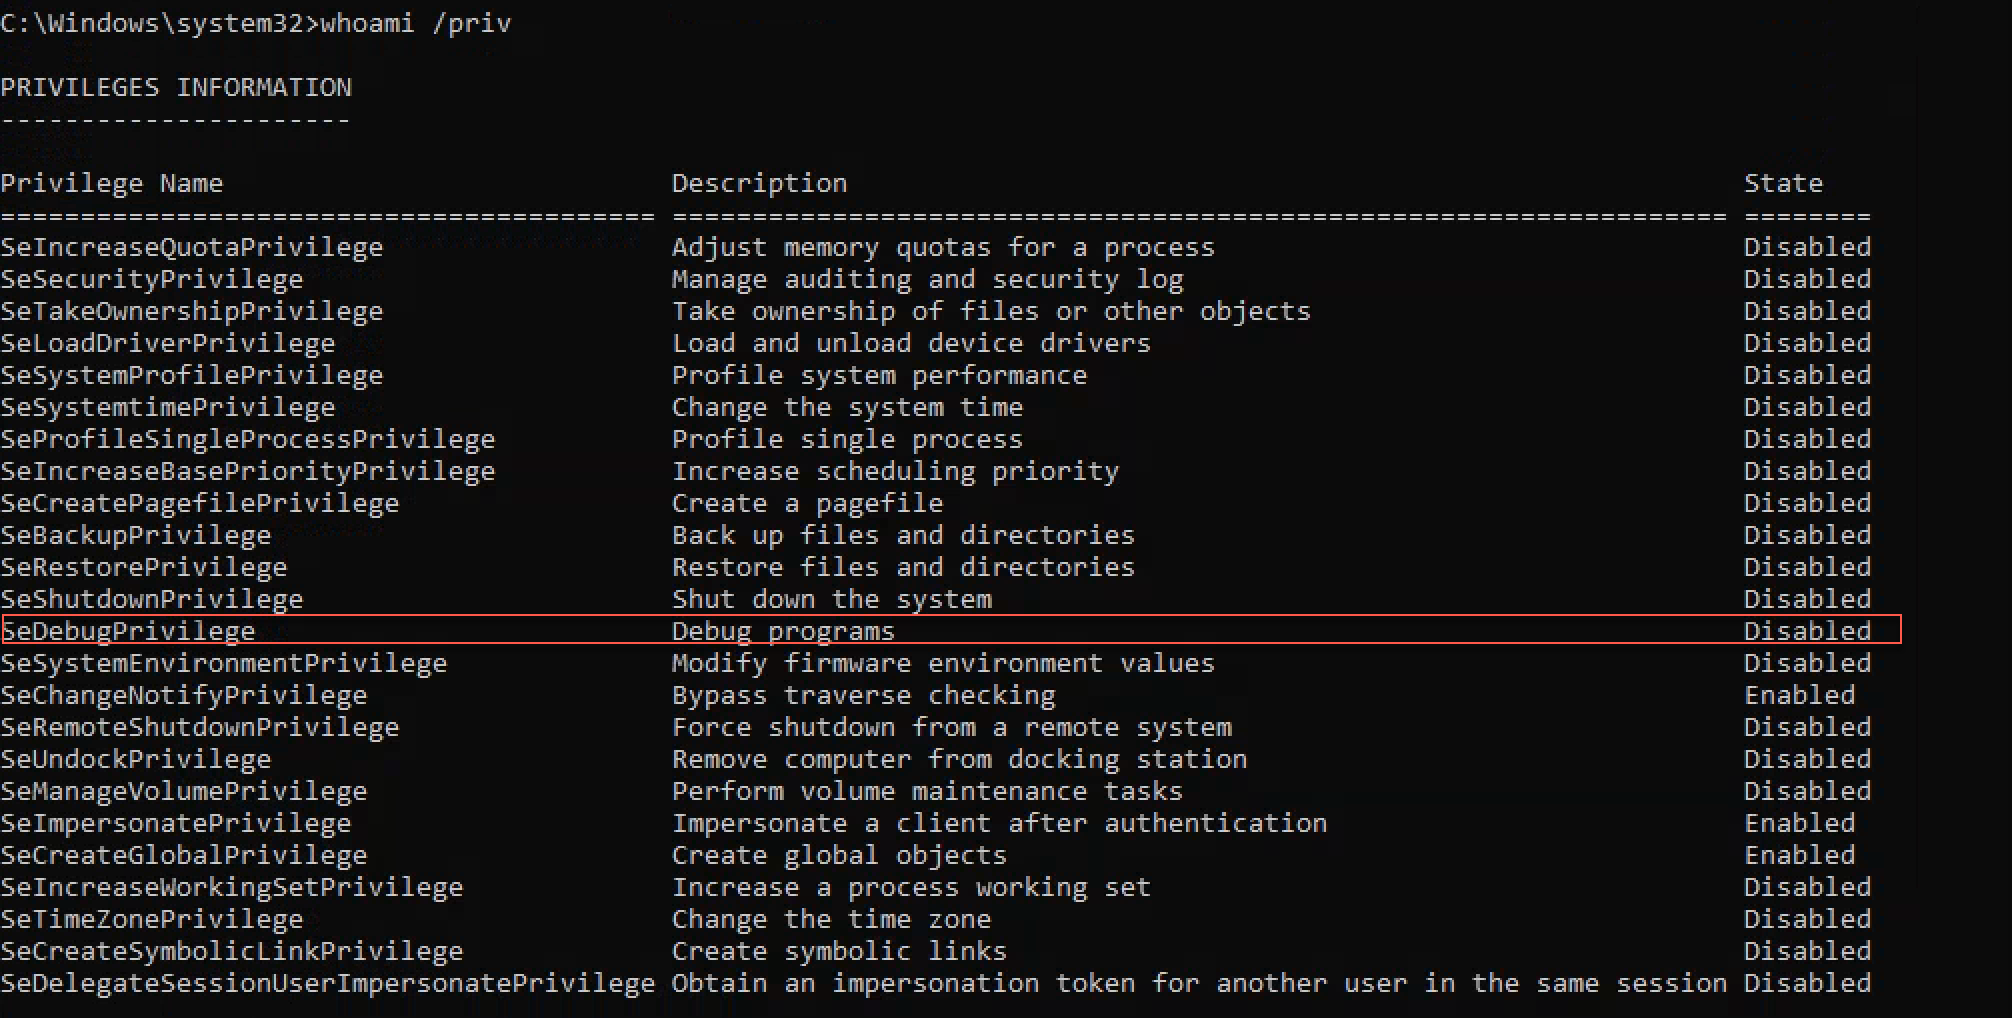 C:\Windows\system32>whoami /priv
PRIVILEGES INFORMATION
----------------------
Privilege Name Description State
========================================= ================================================================== ========
SeIncreaseQuotaPrivilege Adjust memory quotas for a process Disabled
SeSecurityPrivilege Manage auditing and security log Disabled
SeTakeOwnershipPrivilege Take ownership of files or other objects Disabled
SeLoadDriverPrivilege Load and unload device drivers Disabled
SeSystemProfilePrivilege Profile system performance Disabled
SeSystemtimePrivilege Change the system time Disabled
SeProfileSingleProcessPrivilege Profile single process Disabled
SeIncreaseBasePriorityPrivilege Increase scheduling priority Disabled
SeCreatePagefilePrivilege Create a pagefile Disabled
SeBackupPrivilege Back up files and directories Disabled
SeRestorePrivilege Restore files and directories Disabled
SeShutdownPrivilege Shut down the system Disabled
SeDebugPrivilege Debug programs Disabled
SeSystemEnvironmentPrivilege Modify firmware environment values Disabled
SeChangeNotifyPrivilege Bypass traverse checking Enabled
SeRemoteShutdownPrivilege Force shutdown from a remote system Disabled
SeUndockPrivilege Remove computer from docking station Disabled
SeManageVolumePrivilege Perform volume maintenance tasks Disabled
SeImpersonatePrivilege Impersonate a client after authentication Enabled
SeCreateGlobalPrivilege Create global objects Enabled
SeIncreaseWorkingSetPrivilege Increase a process working set Disabled
SeTimeZonePrivilege Change the time zone Disabled
SeCreateSymbolicLinkPrivilege Create symbolic links Disabled
SeDelegateSessionUserImpersonatePrivilege Obtain an impersonation token for another user in the same session Disabled